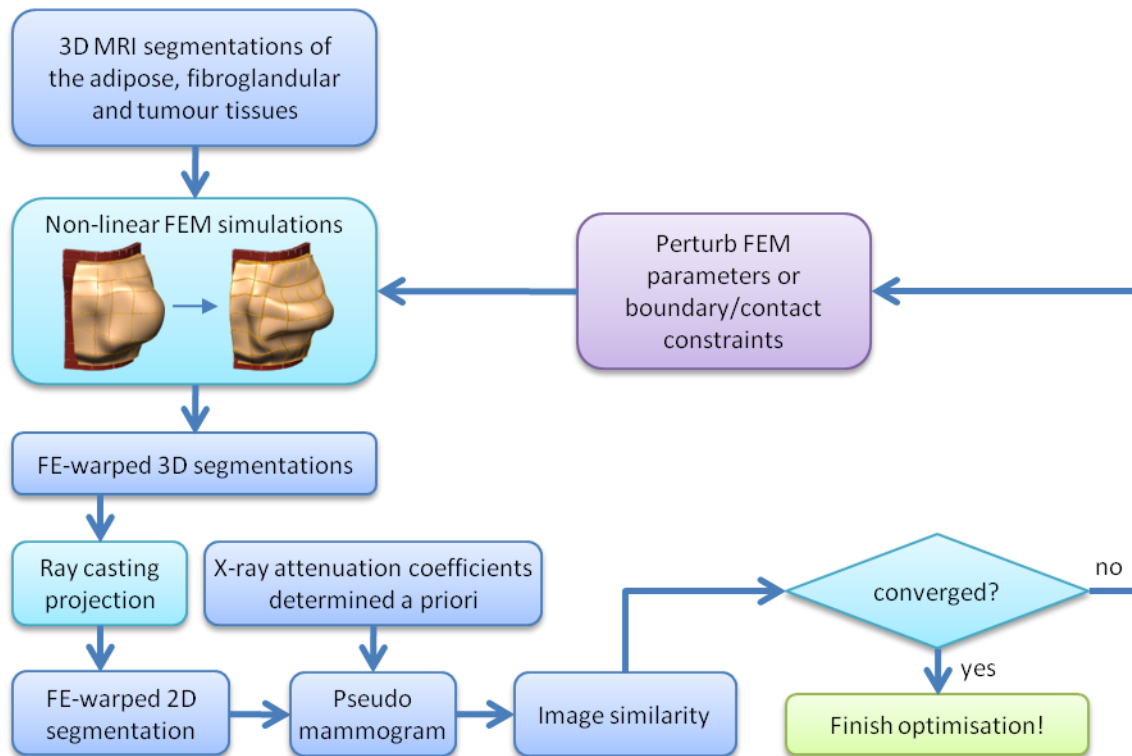 3D MRI segmentations of
the adipose, fibroglandular
and tumour tissues
Non-linear FEM simulations
Perturb FEM
parameters or
boundary/contact
constraints
FE-warped 3D segmentations
Ray casting
projection
X-ray attenuation coefficients
determined a priori
converged?
no
yes
FE-warped 2D
segmentation
Pseudo
mammogram
Image similarity
Finish optimisation!